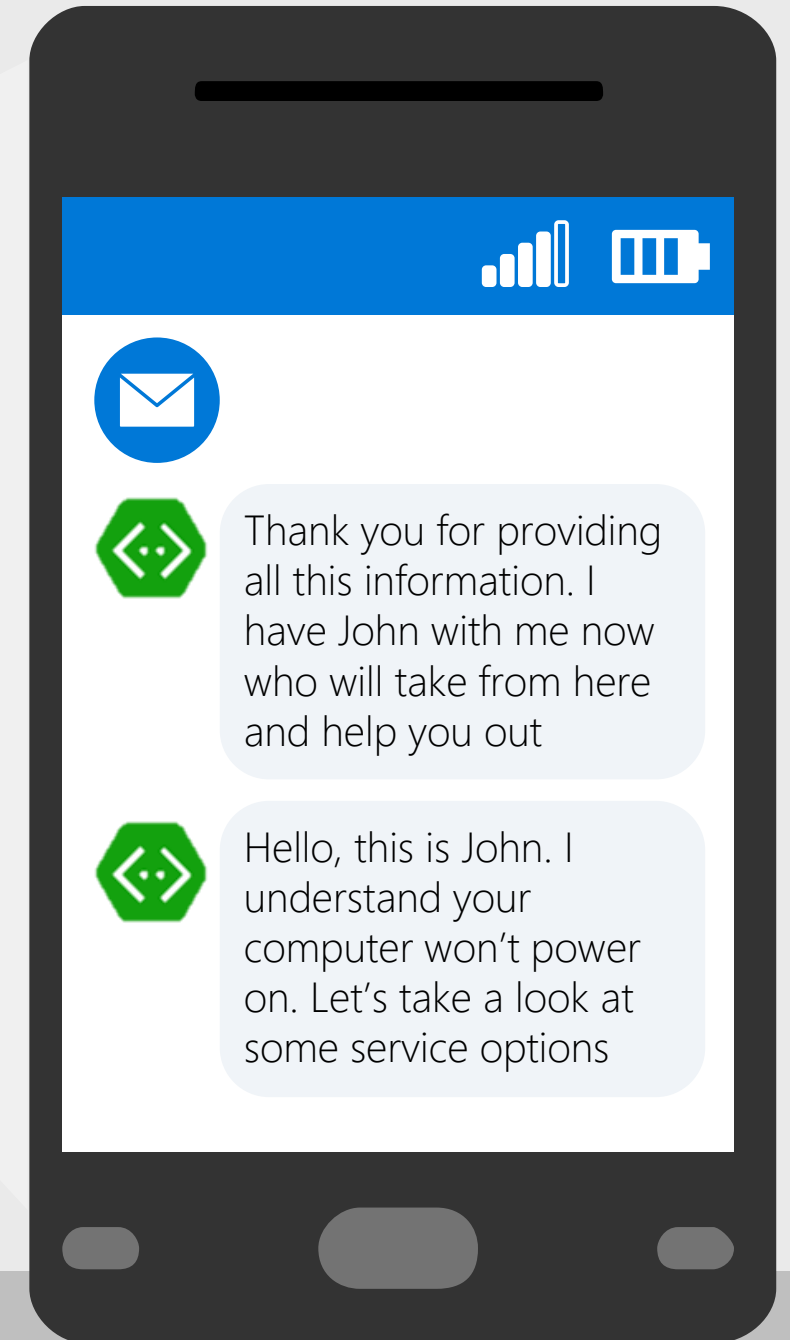 Thank you for providing
all this information. I
have John with me now
who will take from here
and help you out
Hello, this is John. I
understand your
computer won’t power
on. Let’s take a look at
some service options